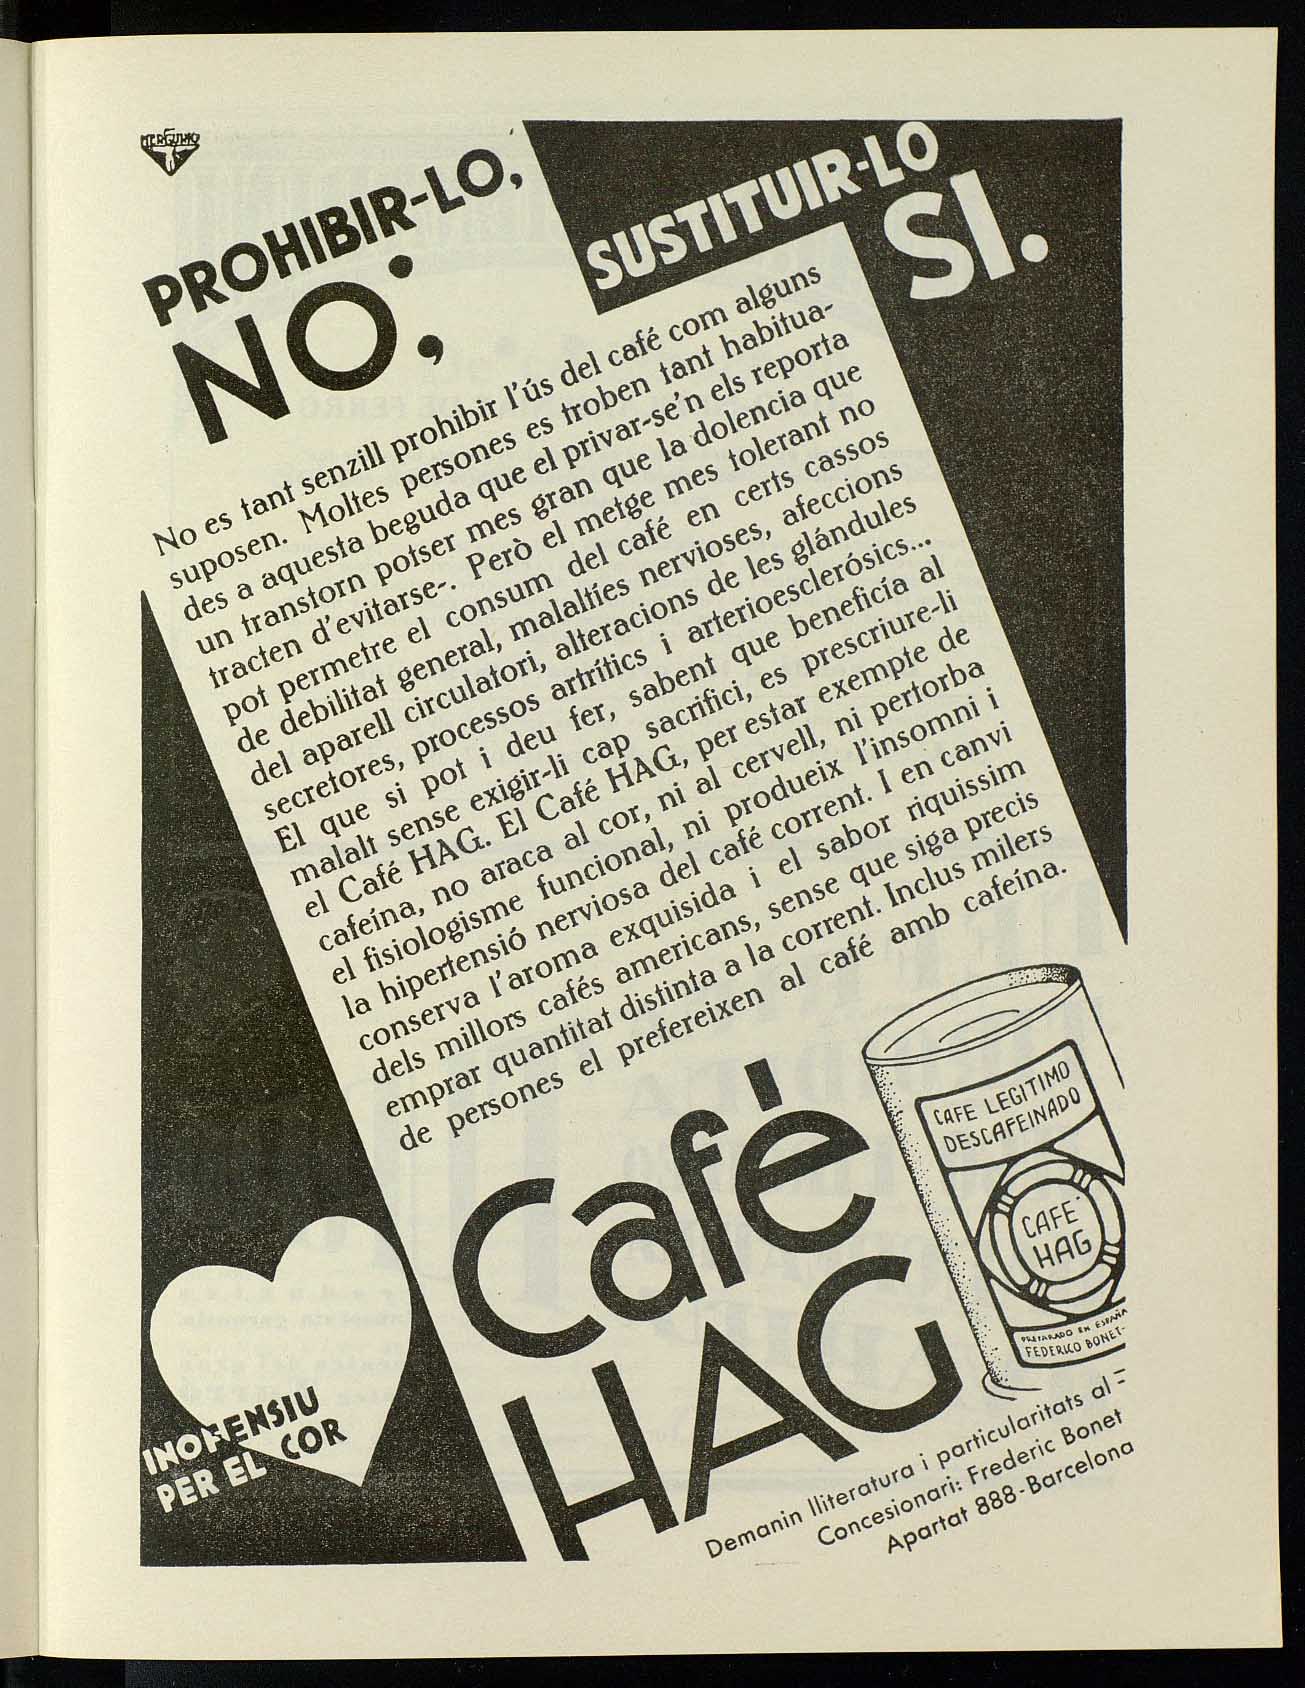 MERCURIO
PROHIBIR-LO,
NO;
SUSTITUIR-LO
SI.
No es tant senzill prohibir l'ús del café com alguns
suposen. Moltes persones es troben tant habitua-
des a aquesta beguda que el privar-se'n els reporta
un transtorn potser mes gran que la dolencia que
tracten d'evitarse-. Però el metge mes tolerant no
pot permetre el consum del café en certs cassos
de debilitat general, malaltíes nervioses, afeccions
del aparell circulatori, alteracions de les glándules
secretores, processos artrítics i arterioesclerósics...
El que si pot i deu fer, sabent que beneficía al
malalt sense exigir-li cap sacrifici, es prescriure-li
el Café HAG. El Café HAG, per estar exempte de
cafeína, no araca al cor, ni al cervell, ni pertorba
el fisiologisme funcional, ni produeix l'insomni i
la hipertensió nerviosa del café corrent. I en canvi
conserva l'aroma exquisida i el sabor riquissim
dels millors cafés americans, sense que siga precis
emprar quantitat distinta a la corrent. Inclus milers
de persones el prefereixen al café amb cafeína.
CAFE LEGITIMO
DESCAFEINADO
CAFE
HAG
PREPARADO EN ESPAÑA
FEDERICO BONET-
Café
HAG
INOFENSIU
PER EL COR
Demanin lliteratura i particularitats al
Concesionari: Frederic Bonet
Apartat 888-Barcelona